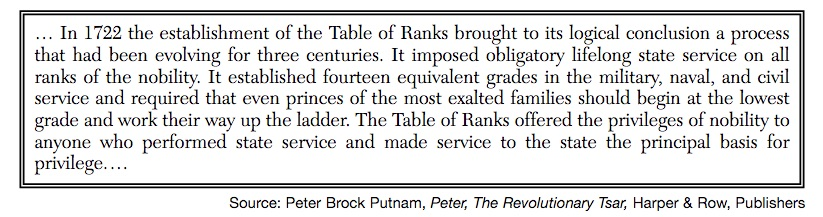 … In 1722 the establishment of the Table of Ranks brought to its logical conclusion a process
that had been evolving for three centuries. It imposed obligatory lifelong state service on all
ranks of the nobility. It established fourteen equivalent grades in the military, naval, and civil
service and required that even princes of the most exalted families should begin at the lowest
grade and work their way up the ladder. The Table of Ranks offered the privileges of nobility to
anyone who performed state service and made service to the state the principal basis for
privilege.…
Source: Peter Brock Putnam, Peter, The Revolutionary Tsar, Harper & Row, Publishers